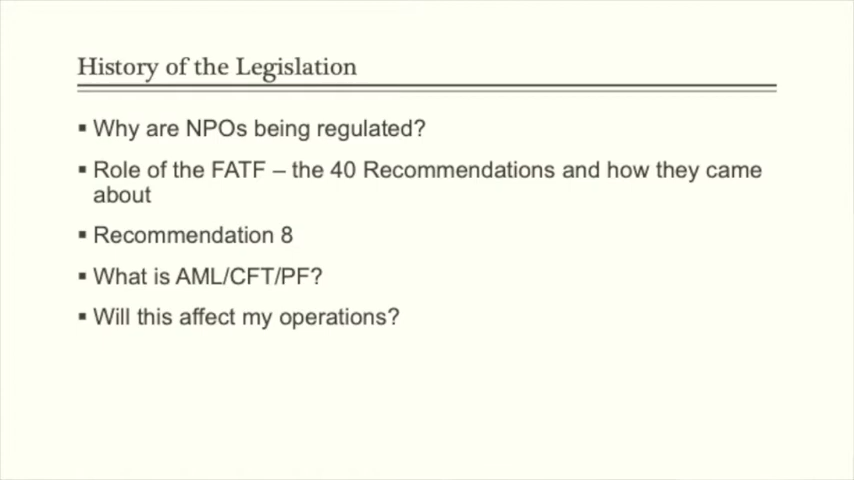 History of the Legislation
▪ Why are NPOs being regulated?
▪ Role of the FATF – the 40 Recommendations and how they came
about
▪ Recommendation 8
▪ What is AML/CFT/PF?
▪ Will this affect my operations?